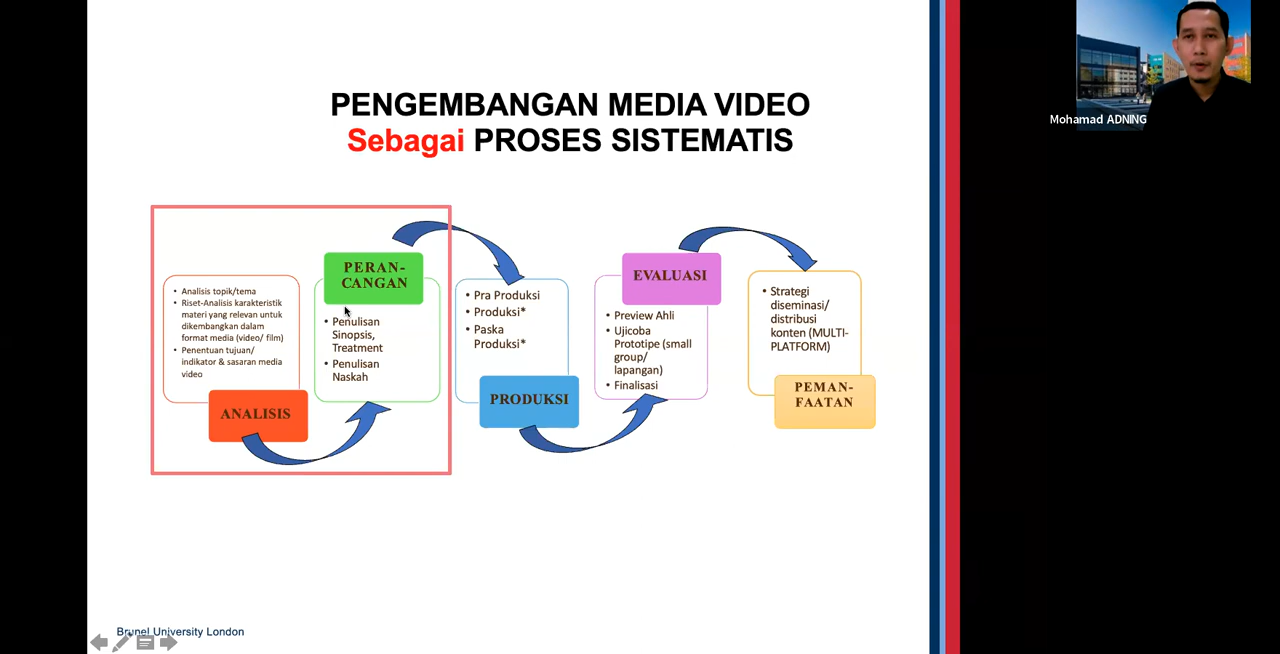 PENGEMBANGAN MEDIA VIDEO
Sebagai PROSES SISTEMATIS
Mohamad ADNING
• Analisis topik/tema
• Riset-Analisis karakteristik
materi yang relevan untuk
dikembangkan dalam
format media (video/ film)
• Penentuan tujuan/
indikator & sasaran media
video
ANALISIS
PERAN-
CANGAN
• Penulisan
Sinopsis,
Treatment
• Penulisan
Naskah
• Pra Produksi
• Produksi*
• Paska
Produksi*
PRODUKSI
EVALUASI
• Preview Ahli
• Ujicoba
Prototipe (small
group/
lapangan)
• Finalisasi
• Strategi
diseminasi/
distribusi
konten (MULTI-
PLATFORM)
PEMAN-
FAATAN
Brunel University London